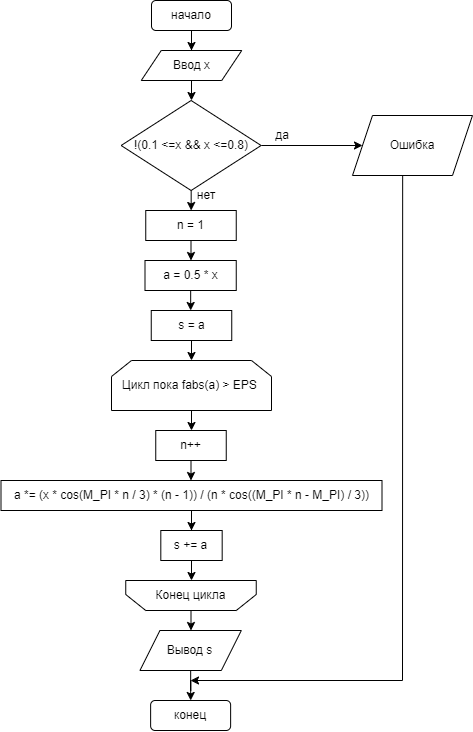 начало
Ввод x
!(0.1 <=x && x <=0.8)
да
Ошибка
нет
n = 1
a = 0.5 * x
s = a
Цикл пока fabs(a) > EPS
n++
a *= (x * cos(M_PI * n / 3) * (n - 1)) / (n * cos((M_PI * n - M_PI) / 3))
s += a
Конец цикла
Вывод s
конец